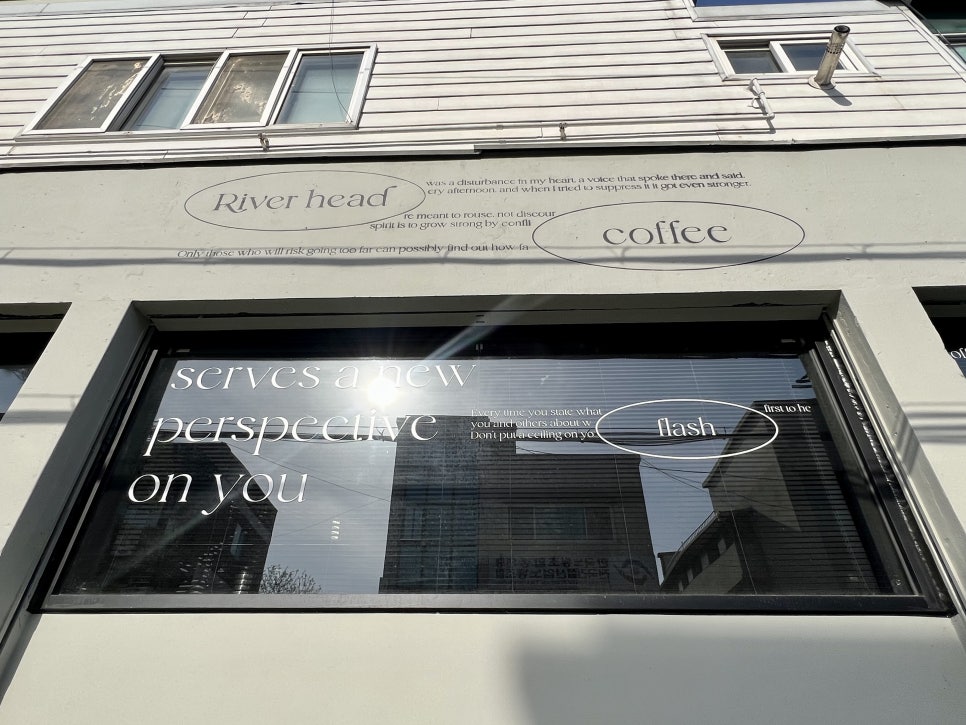 River head
was a disturbance in my heart, a voice that spoke there and said,
ery afternoon, and when I tried to suppress it it got even stronger.
re meant to rouse, not discour
spirit is to grow strong by confli
coffee
Only those who will risk going too far can possibly find out how fa
serves a new
perspective
on you
Every time you state what
you and others about w
Don't put a ceiling on yo
flash
first to he
of